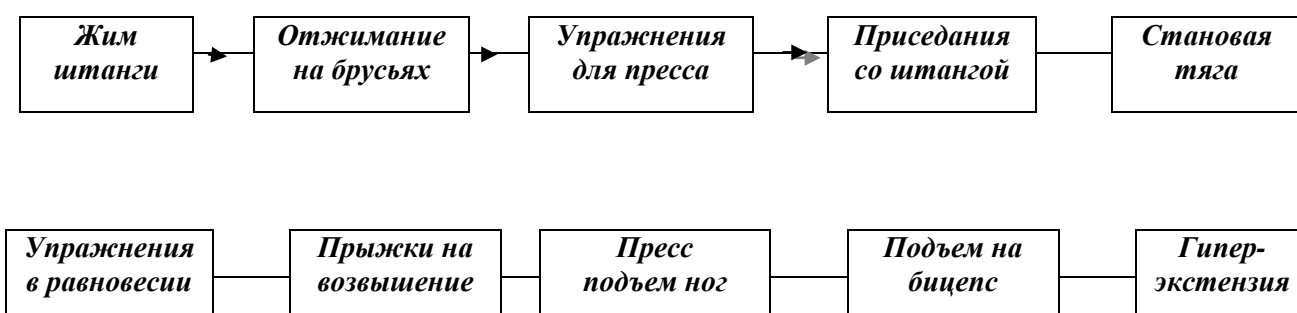 Жим
штанги
Отжимание
на брусьях
Упражнения
для пресса
Приседания
со штангой
Становая
тяга
Упражнения
в равновесии
Прыжки на
возвышение
Пресс
подъем ног
Подъем на
бицепс
Гипер-
экстензия